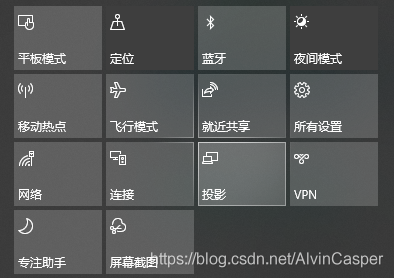 平板模式
定位
蓝牙
夜间模式
移动热点
飞行模式
就近共享
所有设置
网络
连接
投影
VPN
专注助手
屏幕截图
https://blog.csdn.net/AlvinCasper